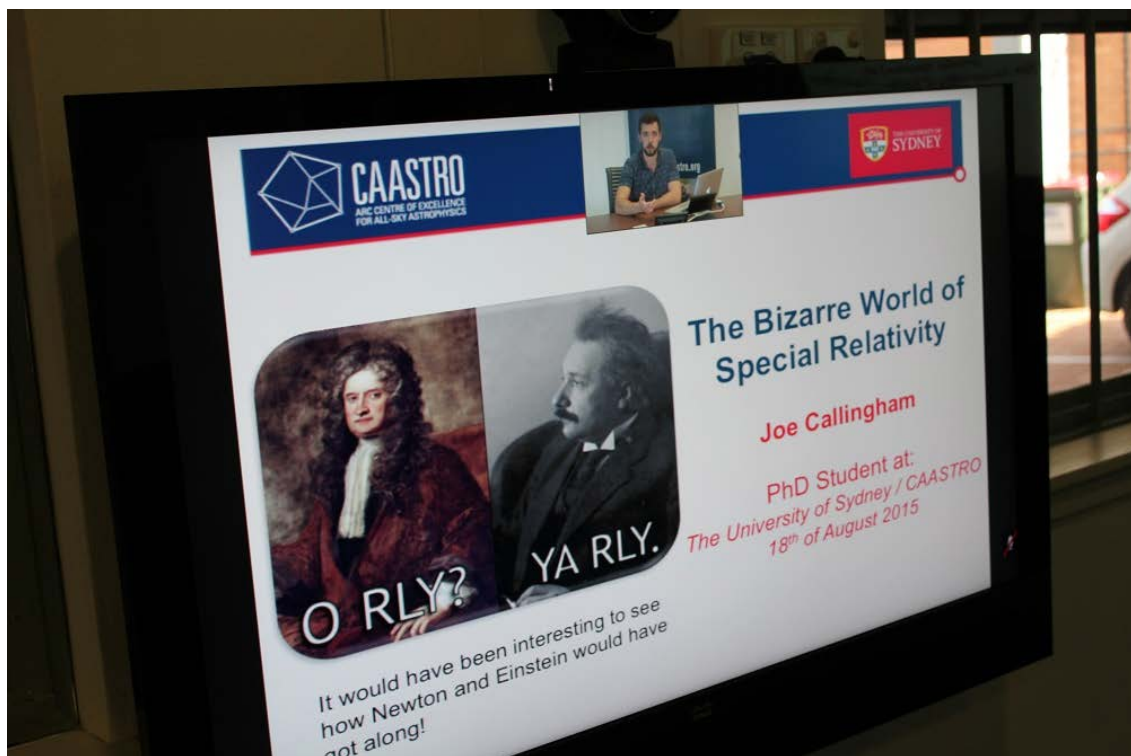 CAASTRO
ARC CENTRE OF EXCELLENCE
FOR ALL-SKY ASTROPHYSICS
astro.org
THE UNIVERSITY OF
SYDNEY
The Bizarre World of
Special Relativity
Joe Callingham
PhD Student at:
The University of Sydney / CAASTRO
18th of August 2015
O RLY?
YA RLY.
It would have been interesting to see
how Newton and Einstein would have
got along!